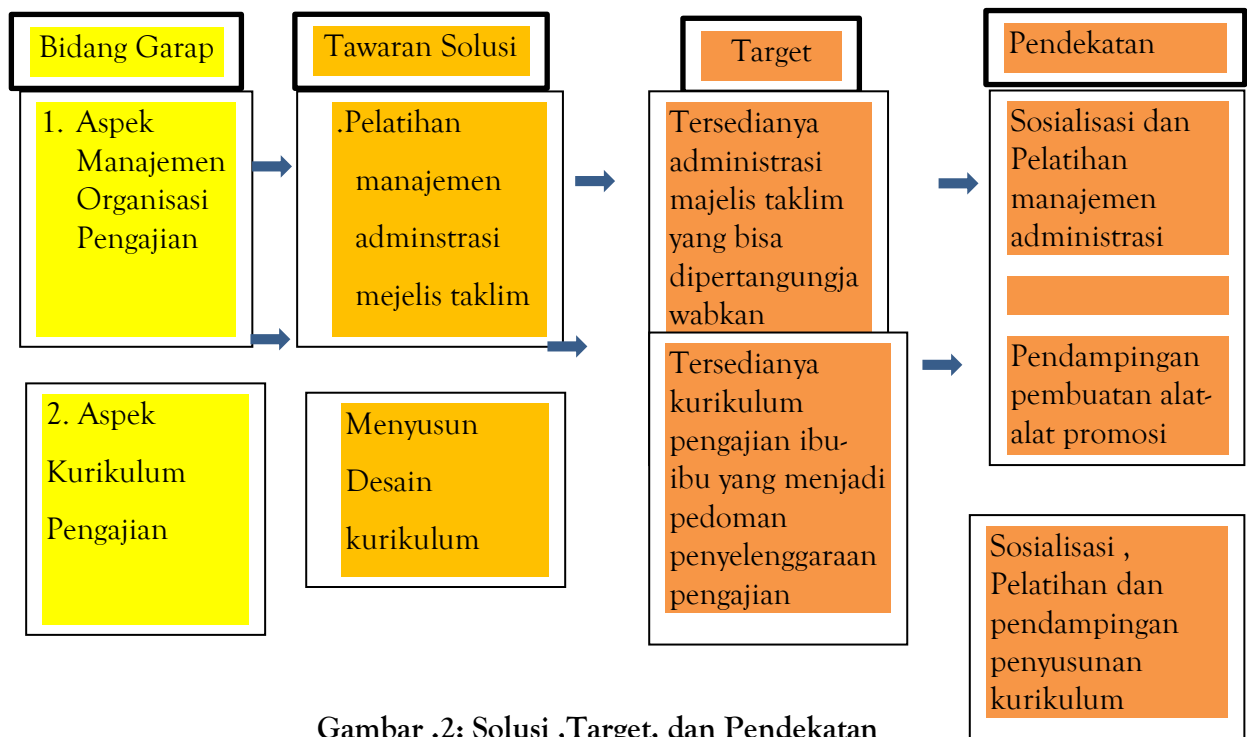 Bidang Garap
Tawaran Solusi
Target
Pendekatan
1. Aspek
Manajemen
Organisasi
Pengajian
.Pelatihan
manajemen
adminstrasi
mejelis taklim
Tersedianya
administrasi
majelis taklim
yang bisa
dipertangungja
wabkan
Sosialisasi dan
Pelatihan
manajemen
administrasi
Pendampingan
pembuatan alat-
alat promosi
2. Aspek
Kurikulum
Pengajian
Menyusun
Desain
kurikulum
Tersedianya
kurikulum
pengajian ibu-
ibu yang menjadi
pedoman
penyelenggaraan
pengajian
Sosialisasi ,
Pelatihan dan
pendampingan
penyusunan
kurikulum
Gambar .2: Solusi ,Target, dan Pendekatan